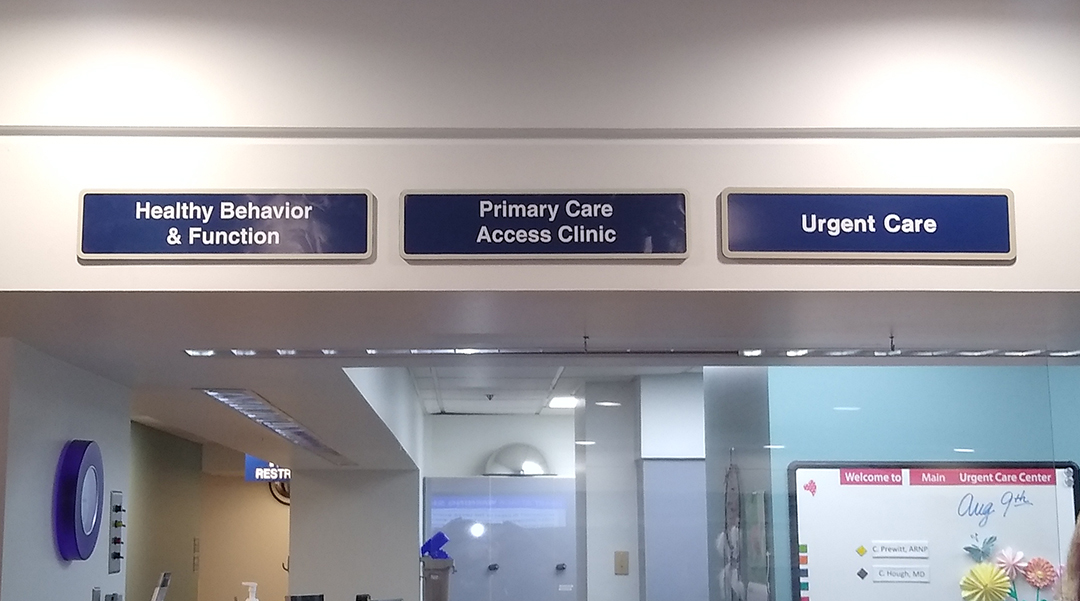 Healthy Behavior
& Function
Primary Care
Access Clinic
Urgent Care
RESTR
Welcome to Main Urgent Care Center
Aug 9th
C. Prewitt, ARNP
C. Hough, MD